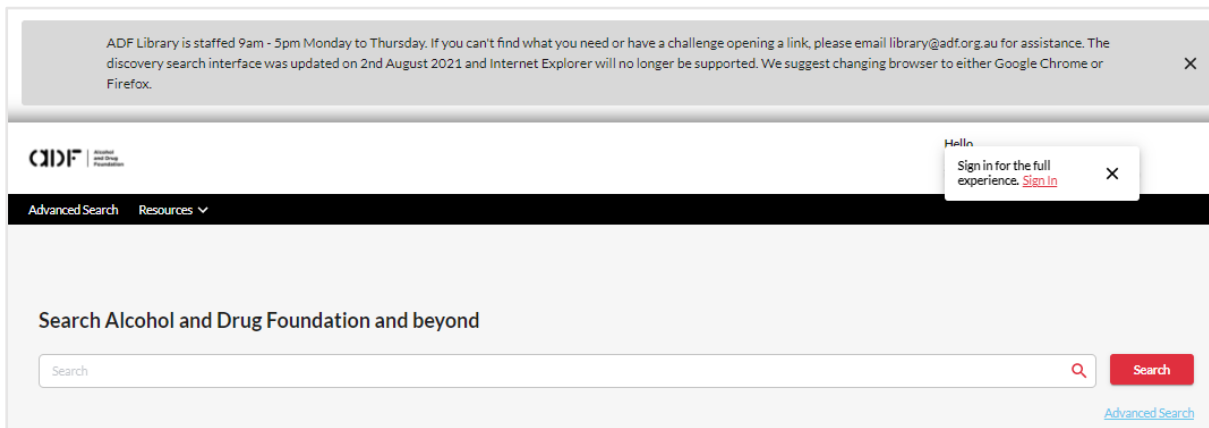 ADF Library is staffed 9am - 5pm Monday to Thursday. If you can't find what you need or have a challenge opening a link, please email library@adf.org.au for assistance. The
discovery search interface was updated on 2nd August 2021 and Internet Explorer will no longer be supported. We suggest changing browser to either Google Chrome or
Firefox.
ADF
Alcohol
and Drug
Foundation
Hello
Sign in for the full
experience. Sign In
Advanced Search Resources
Search Alcohol and Drug Foundation and beyond
Search Search
Advanced Search